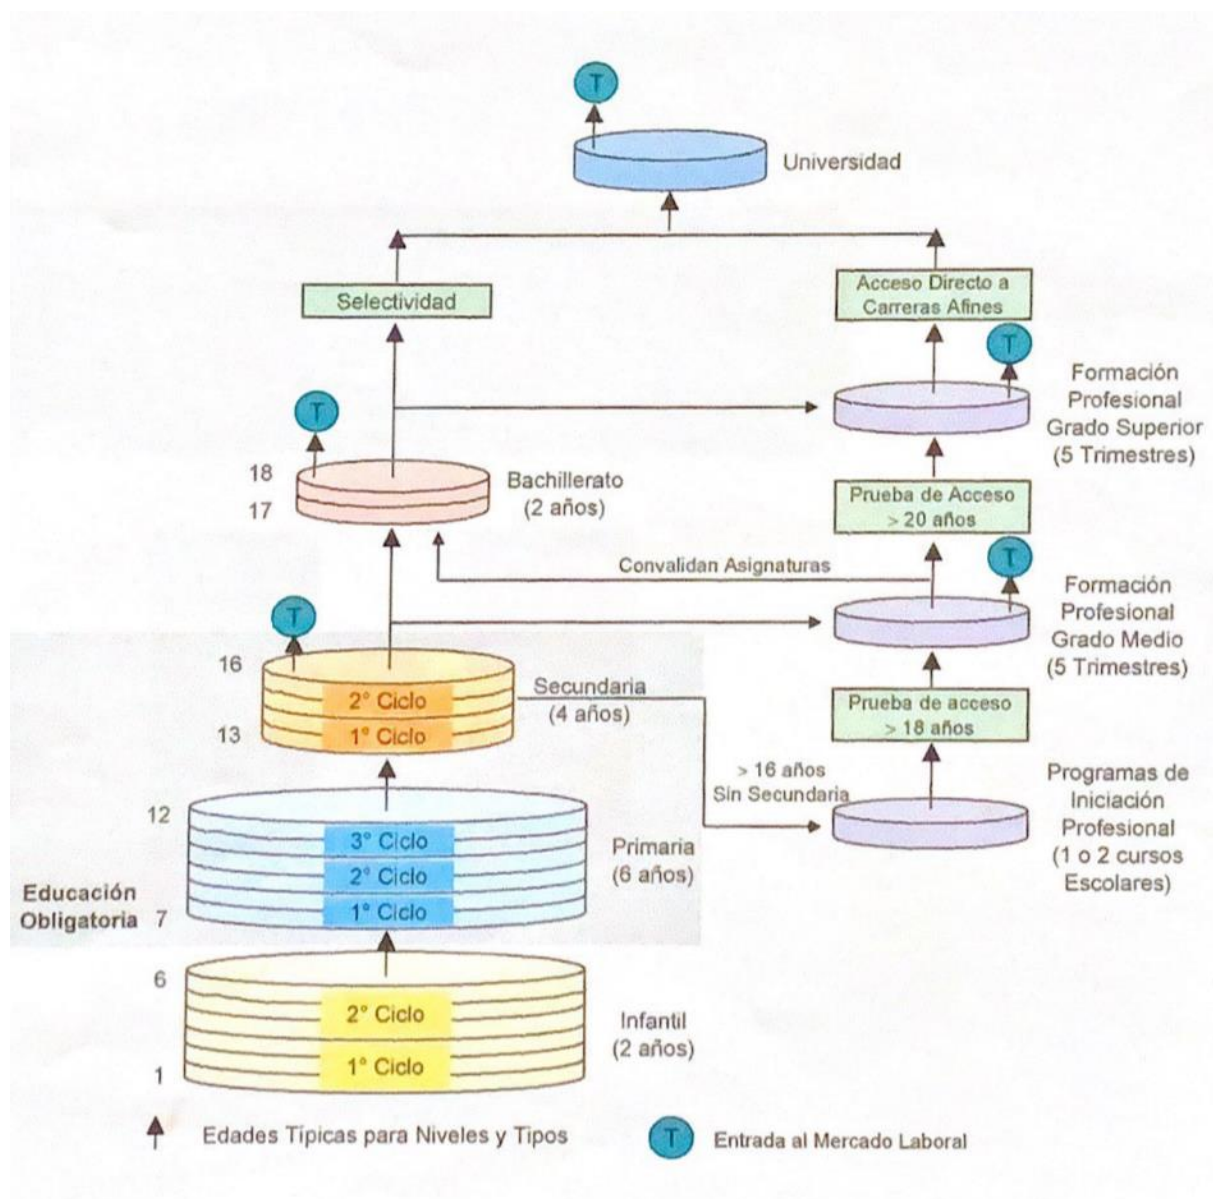 T
Universidad
Selectividad
Acceso Directo a
Carreras Afines
T
Formación
Profesional
Grado Superior
(5 Trimestres)
T
18
17
Bachillerato
(2 años)
Prueba de Acceso
> 20 años
Convalidan Asignaturas
T
Formación
Profesional
Grado Medio
(5 Trimestres)
T
16
13
2° Ciclo
1° Ciclo
Secundaria
(4 años)
Prueba de acceso
> 18 años
> 16 años
Sin Secundaria
Programas de
Iniciación
Profesional
(1 o 2 cursos
Escolares)
12
7
3° Ciclo
2° Ciclo
1° Ciclo
Primaria
(6 años)
Educación
Obligatoria
6
1
2° Ciclo
1° Ciclo
Infantil
(2 años)
Edades Típicas para Niveles y Tipos
T
Entrada al Mercado Laboral